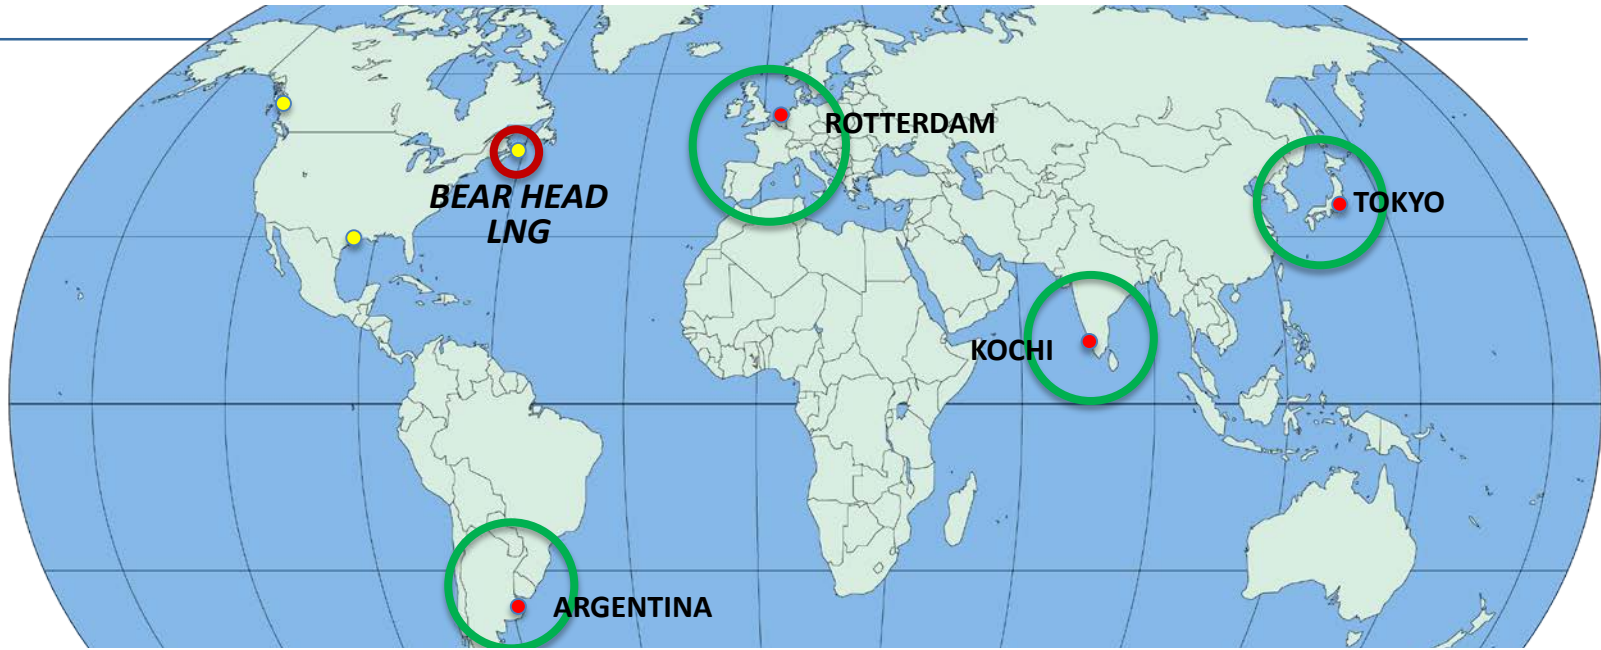 ROTTERDAM
BEAR HEAD
LNG
TOKYO
KOCHI
ARGENTINA